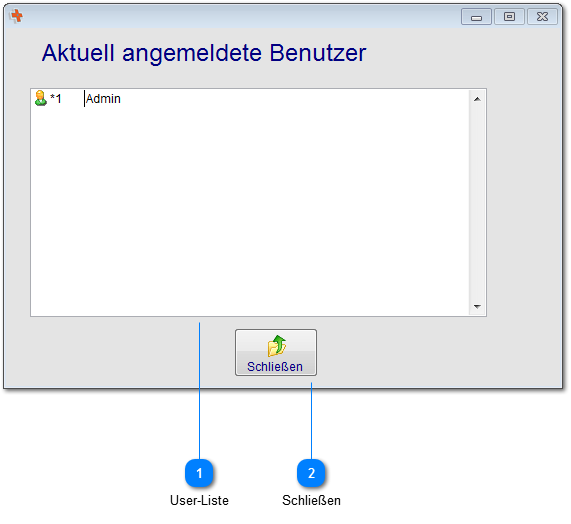 Aktuell angemeldete Benutzer
*1 Admin
Schließen
1 2
User-Liste Schließen